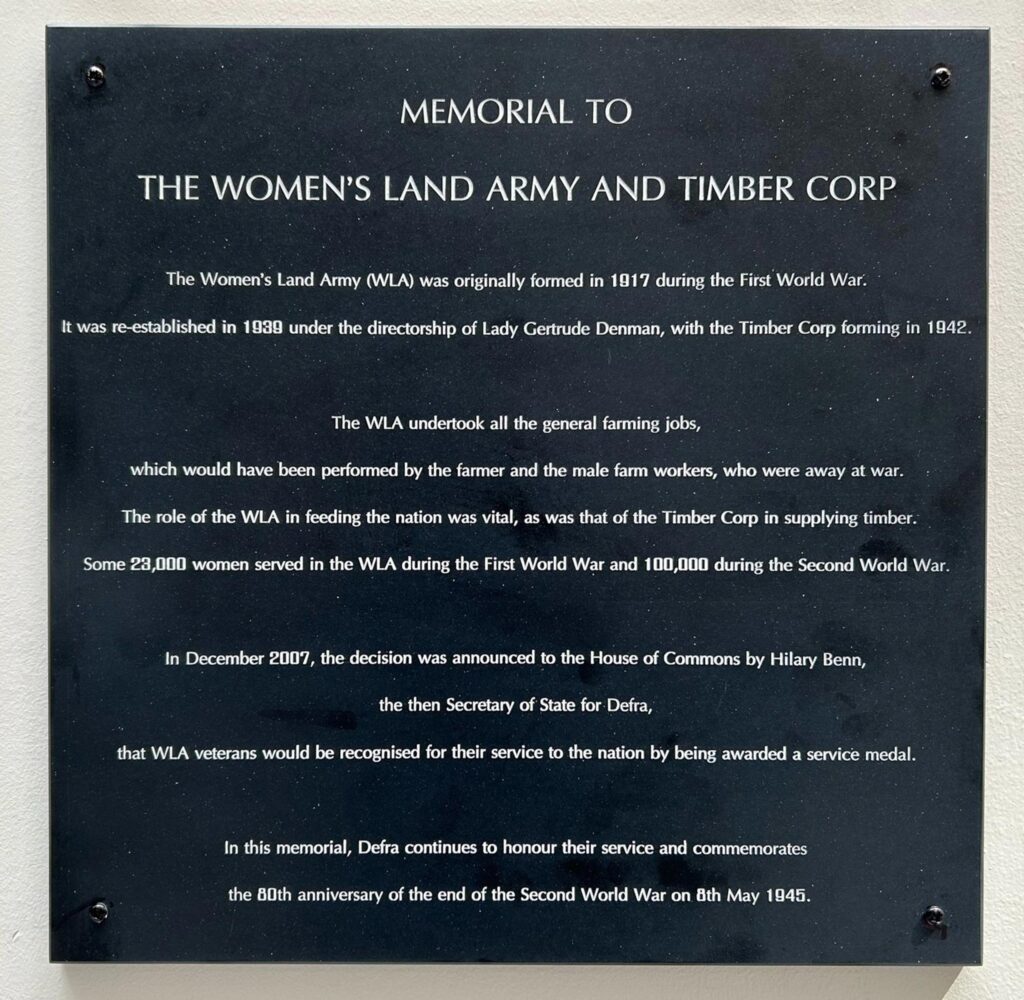 MEMORIAL TO
THE WOMEN'S LAND ARMY AND TIMBER CORP
The Women's Land Army (WLA) was originally formed in 1917 during the First World War.
It was re-established in 1939 under the directorship of Lady Gertrude Denman, with the Timber Corp forming in 1942.
The WLA undertook all the general farming jobs,
which would have been performed by the farmer and the male farm workers, who were away at war.
The role of the WLA in feeding the nation was vital, as was that of the Timber Corp in supplying timber.
Some 23,000 women served in the WLA during the First World War and 100,000 during the Second World War.
In December 2007, the decision was announced to the House of Commons by Hilary Benn,
the then Secretary of State for Defra,
that WLA veterans would be recognised for their service to the nation by being awarded a service medal.
In this memorial, Defra continues to honour their service and commemorates
the 80th anniversary of the end of the Second World War on 8th May 1945.